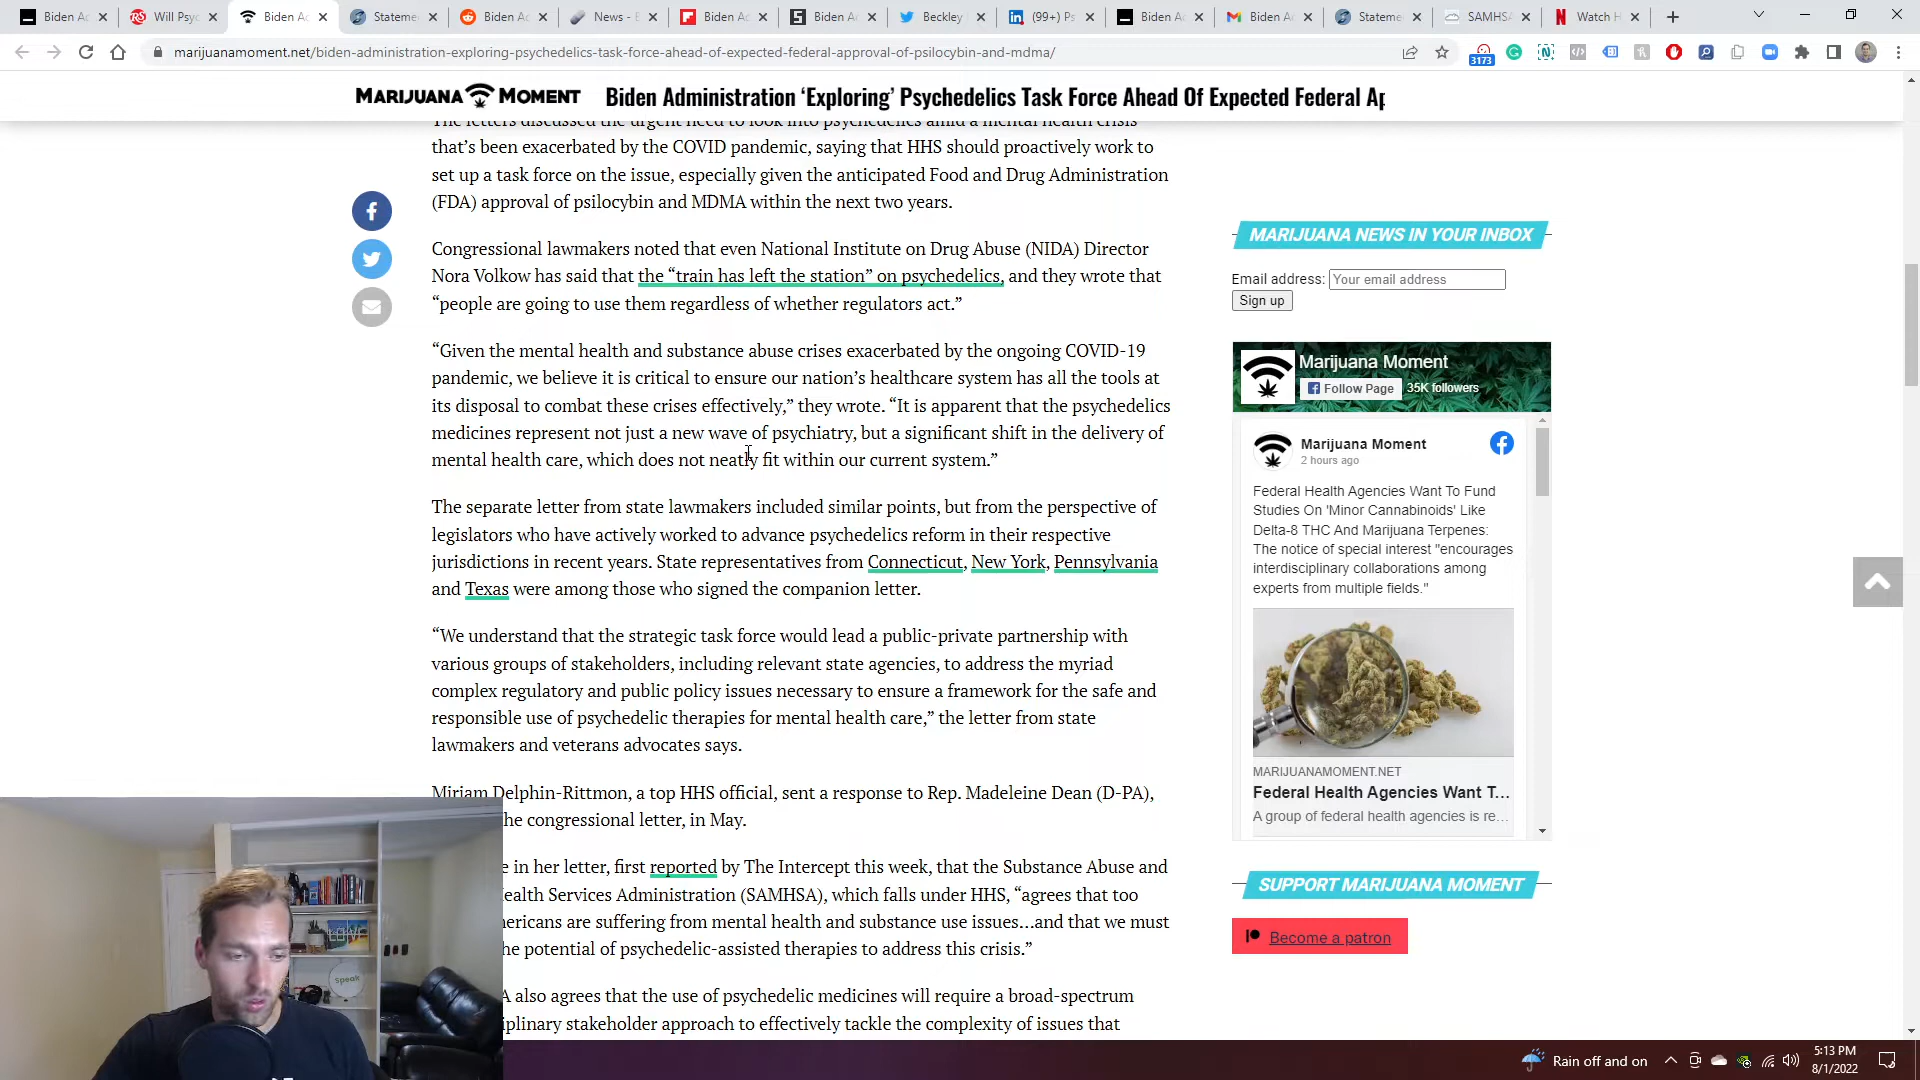 Biden Ac
Will Psyc
Biden Ac
Stateme
Biden Ac
News - E
Biden Ac
Biden Ac
Beckley
(99+) Ps
Biden Ac
Biden Ac
Stateme
SAMHS
Watch H
marijuanamoment.net/biden-administration-exploring-psychedelics-task-force-ahead-of-expected-federal-approval-of-psilocybin-and-mdma/
3173
MARIJUANA MOMENT
Biden Administration ‘Exploring’ Psychedelics Task Force Ahead Of Expected Federal Ap
The letters discussed the urgent need to look into psychedelics amid a mental health crisis
that’s been exacerbated by the COVID pandemic, saying that HHS should proactively work to
set up a task force on the issue, especially given the anticipated Food and Drug Administration
(FDA) approval of psilocybin and MDMA within the next two years.
Congressional lawmakers noted that even National Institute on Drug Abuse (NIDA) Director
Nora Volkow has said that the “train has left the station” on psychedelics, and they wrote that
“people are going to use them regardless of whether regulators act.”
“Given the mental health and substance abuse crises exacerbated by the ongoing COVID-19
pandemic, we believe it is critical to ensure our nation’s healthcare system has all the tools at
its disposal to combat these crises effectively,” they wrote. “It is apparent that the psychedelics
medicines represent not just a new wave of psychiatry, but a significant shift in the delivery of
mental health care, which does not neatly fit within our current system.”
The separate letter from state lawmakers included similar points, but from the perspective of
legislators who have actively worked to advance psychedelics reform in their respective
jurisdictions in recent years. State representatives from Connecticut, New York, Pennsylvania
and Texas were among those who signed the companion letter.
“We understand that the strategic task force would lead a public-private partnership with
various groups of stakeholders, including relevant state agencies, to address the myriad
complex regulatory and public policy issues necessary to ensure a framework for the safe and
responsible use of psychedelic therapies for mental health care,” the letter from state
lawmakers and veterans advocates says.
Miriam Delphin-Rittmon, a top HHS official, sent a response to Rep. Madeleine Dean (D-PA),
he congressional letter, in May.
e in her letter, first reported by The Intercept this week, that the Substance Abuse and
ealth Services Administration (SAMHSA), which falls under HHS, “agrees that too
mericans are suffering from mental health and substance use issues…and that we must
he potential of psychedelic-assisted therapies to address this crisis.”
A also agrees that the use of psychedelic medicines will require a broad-spectrum
iplinary stakeholder approach to effectively tackle the complexity of issues that
MARIJUANA NEWS IN YOUR INBOX
Email address: Your email address
Sign up
Marijuana Moment
Follow Page 35K followers
Marijuana Moment
2 hours ago
Federal Health Agencies Want To Fund
Studies On 'Minor Cannabinoids' Like
Delta-8 THC And Marijuana Terpenes:
The notice of special interest "encourages
interdisciplinary collaborations among
experts from multiple fields."
MARIJUANAMOMENT.NET
Federal Health Agencies Want T...
A group of federal health agencies is re...
SUPPORT MARIJUANA MOMENT
Become a patron
LOVE
Speak
Rain off and on
5:13 PM
8/1/2022